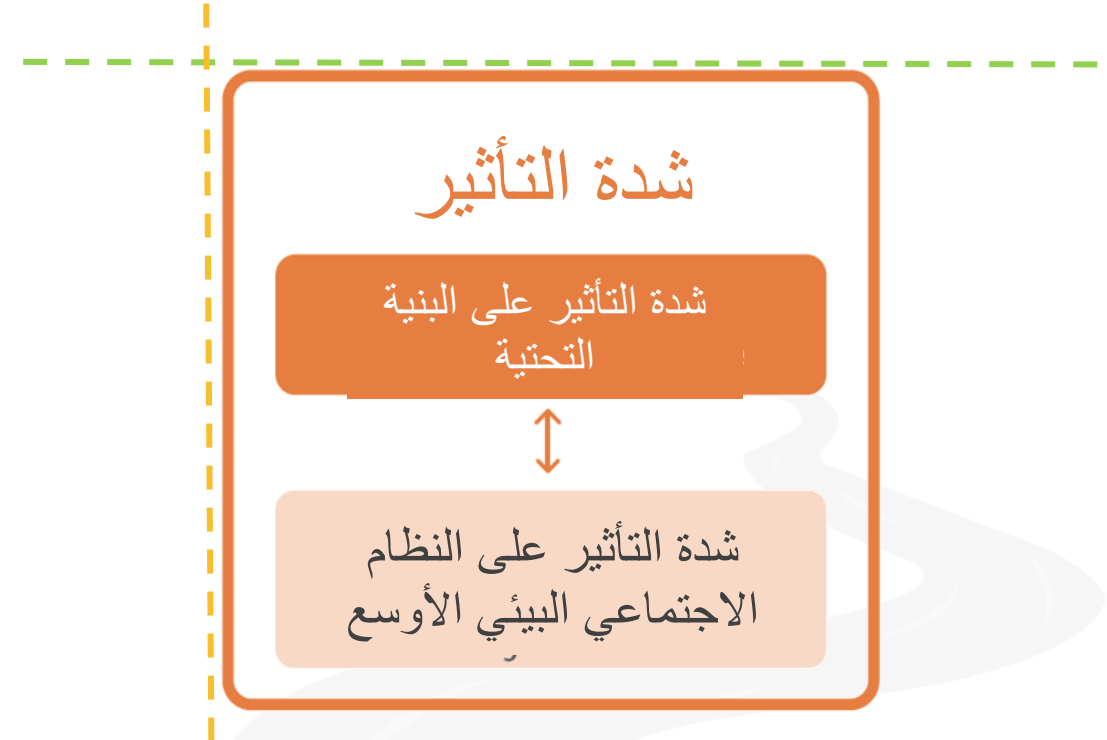 شدة التأثير
شدة التأثير على البنية
التحتية
شدة التأثير على النظام
الاجتماعي البيئي الأوسع